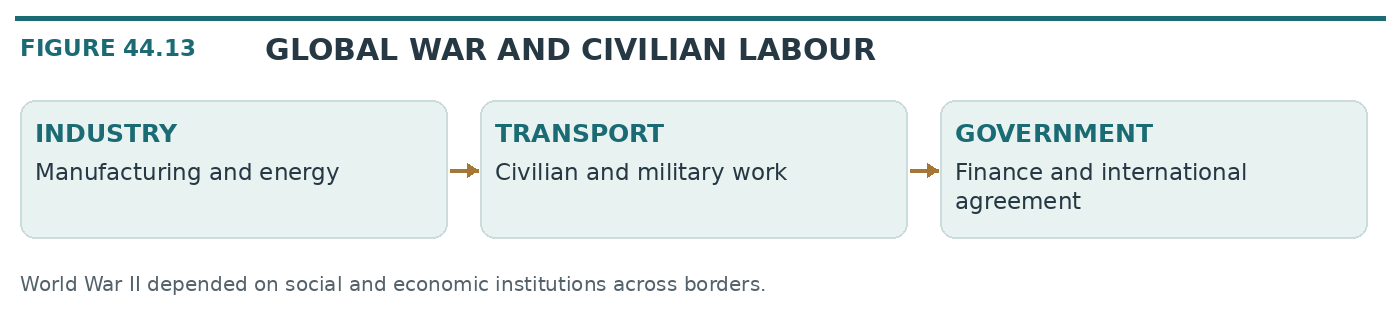 FIGURE 44.13 GLOBAL WAR AND CIVILIAN LABOUR
INDUSTRY
Manufacturing and energy
TRANSPORT
Civilian and military work
GOVERNMENT
Finance and international
agreement
World War II depended on social and economic institutions across borders.